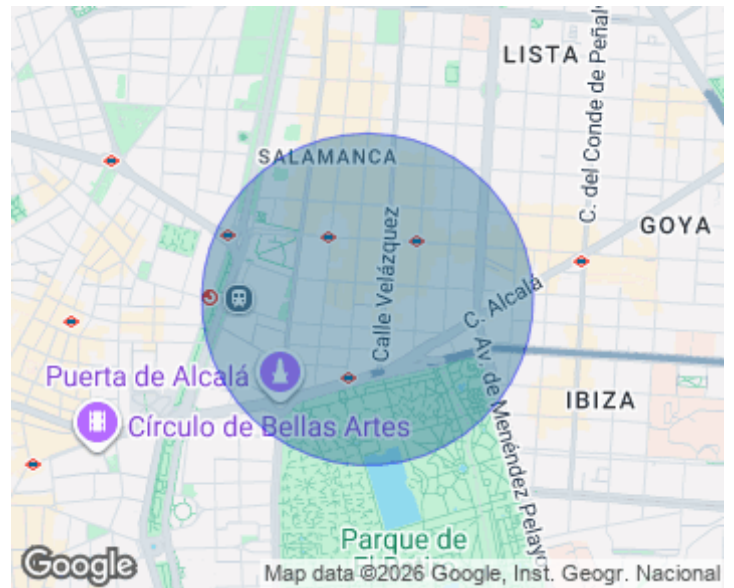 LISTA
C. del Conde de Peñal
SALAMANCA
GOYA
Calle Velázquez
C. Alcalá
Puerta de Alcalá
C. Av. de Menéndez Pelayo
IBIZA
Círculo de Bellas Artes
Parque de
Google
Map data ©2026 Google, Inst. Geogr. Nacional